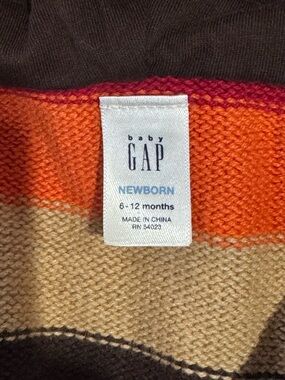 baby
GAP
NEWBORN
6-12 months
MADE IN CHINA
RN 54023